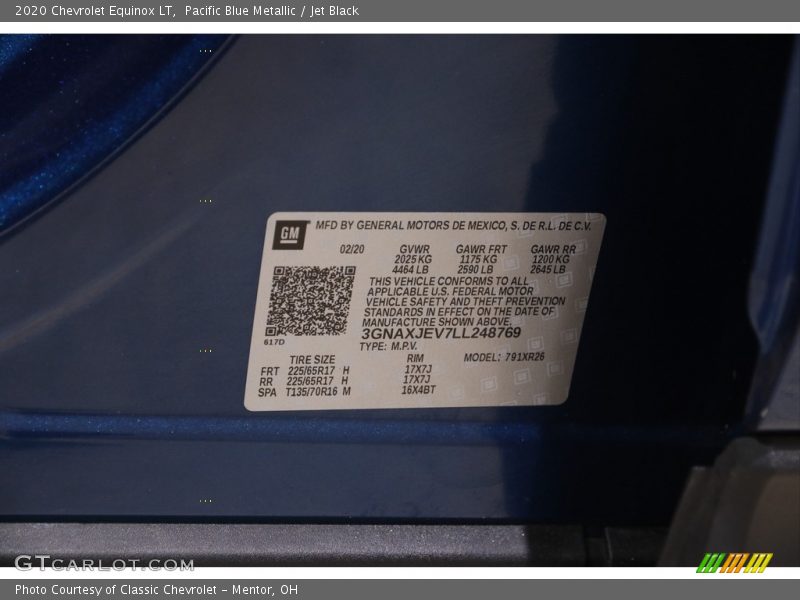 2020 Chevrolet Equinox LT, Pacific Blue Metallic / Jet Black
GM
MFD BY GENERAL MOTORS DE MEXICO, S. DE R.L. DE C.V.
02/20 GVWR GAWR FRT GAWR RR
2025 KG 1175 KG 1200 KG
4464 LB 2590 LB 2645 LB
THIS VEHICLE CONFORMS TO ALL
APPLICABLE U.S. FEDERAL MOTOR
VEHICLE SAFETY AND THEFT PREVENTION
STANDARDS IN EFFECT ON THE DATE OF
MANUFACTURE SHOWN ABOVE.
617D
3GNAXJEV7LL248769
TYPE: M.P.V.
TIRE SIZE RIM MODEL: 791XR26
FRT 225/65R17 H 17X7J
RR 225/65R17 H 17X7J
SPA T135/70R16 M 16X4BT
GTCARLOT.COM
Photo Courtesy of Classic Chevrolet - Mentor, OH